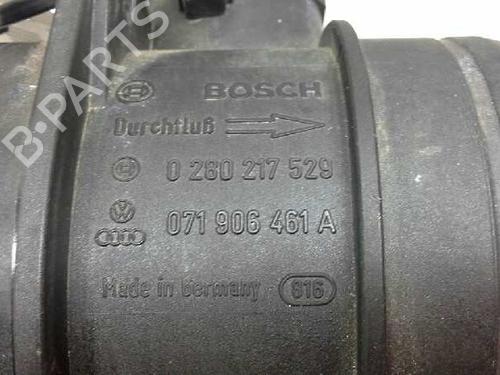 BOSCH
Durchfluß
0 280 217 529
071 906 461 A
Made in Germany 816
B-PARTS